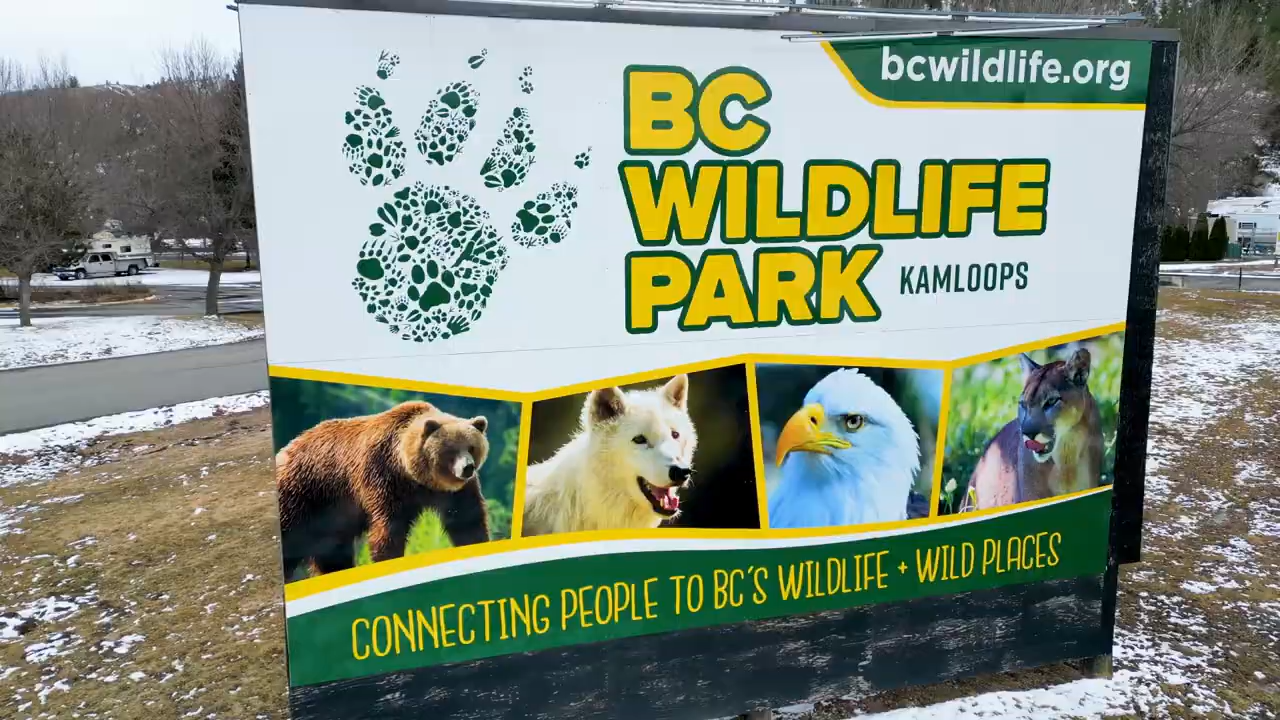 bcwildlife.org
BC
WILDLIFE
PARK
KAMLOOPS
CONNECTING PEOPLE TO BC'S WILDLIFE + WILD PLACES